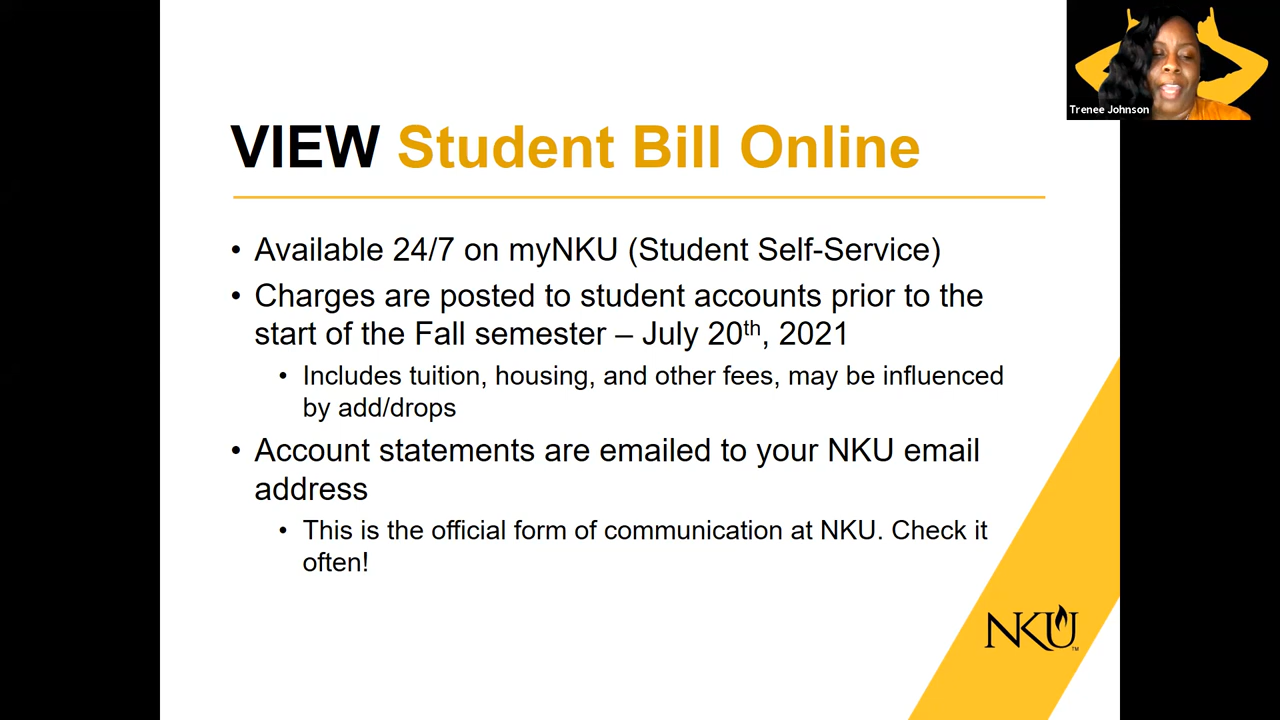 Trenee Johnson
VIEW Student Bill Online
• Available 24/7 on myNKU (Student Self-Service)
• Charges are posted to student accounts prior to the
start of the Fall semester – July 20th, 2021
• Includes tuition, housing, and other fees, may be influenced
by add/drops
• Account statements are emailed to your NKU email
address
• This is the official form of communication at NKU. Check it
often!
NKU™